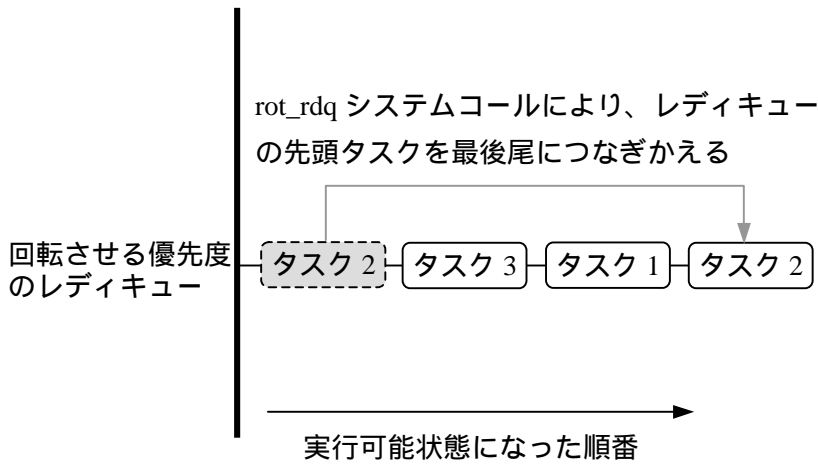 rot_rdq システムコールにより、レディキュー
の先頭タスクを最後尾につなぎかえる
回転させる優先度
のレディキュー
タスク 2
タスク 3
タスク 1
タスク 2
実行可能状態になった順番